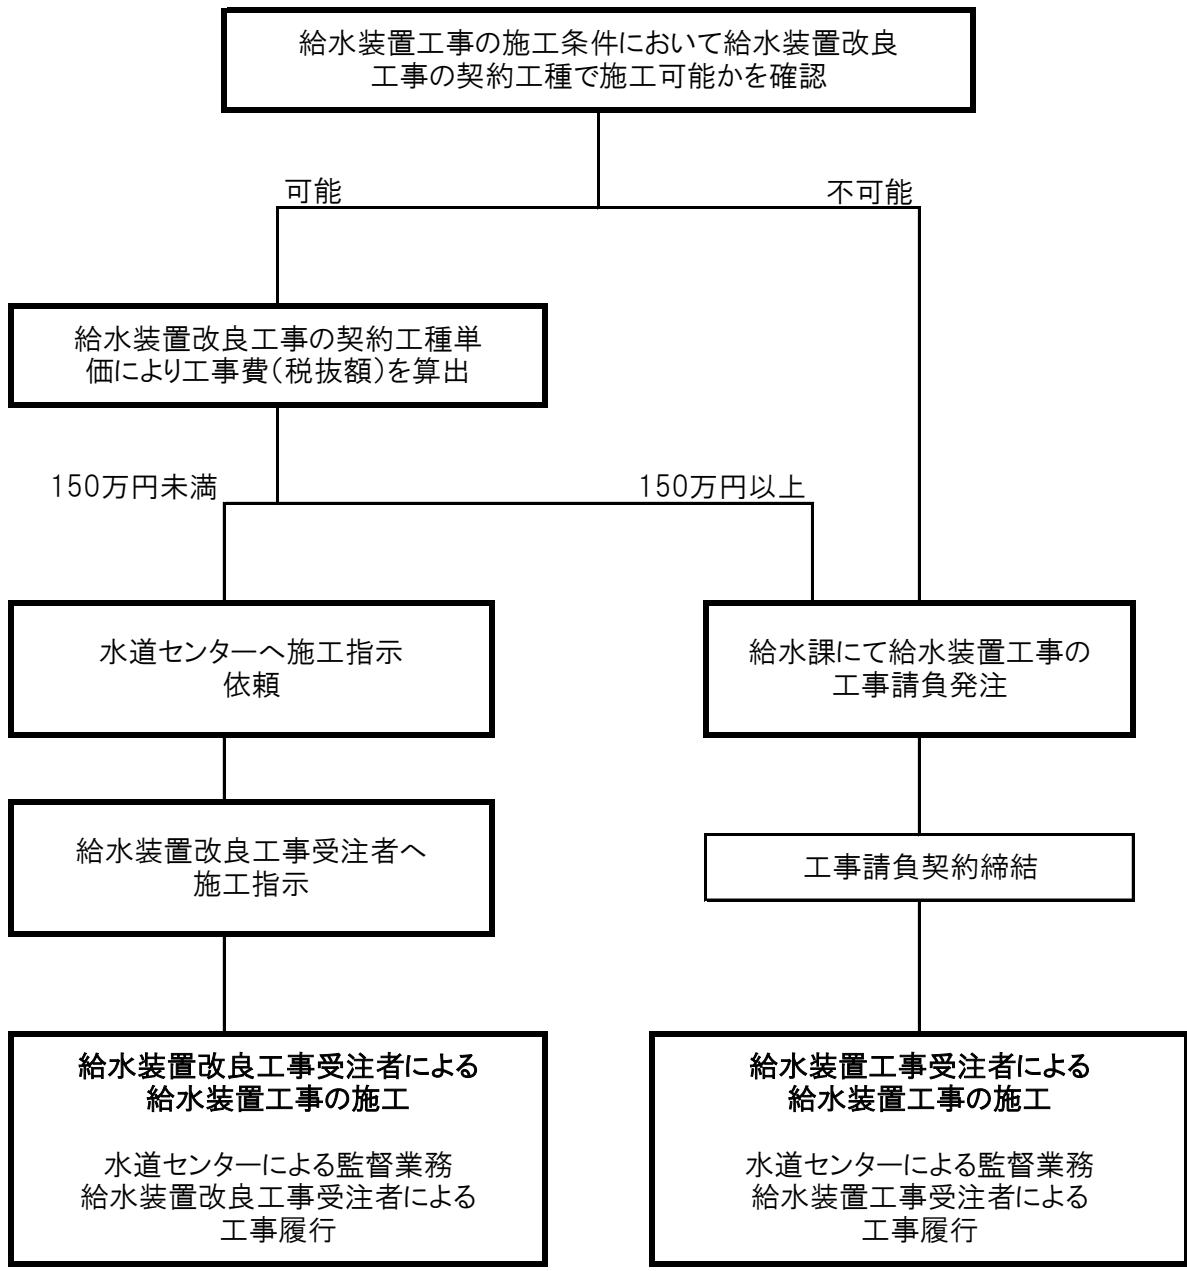 給水装置工事の施工条件において給水装置改良
工事の契約工種で施工可能かを確認
可能
不可能
給水装置改良工事の契約工種単
価により工事費（税抜額）を算出
150万円未満
150万円以上
水道センターへ施工指示
依頼
給水課にて給水装置工事の
工事請負発注
給水装置改良工事受注者へ
施工指示
工事請負契約締結
給水装置改良工事受注者による
給水装置工事の施工
水道センターによる監督業務
給水装置改良工事受注者による
工事履行
給水装置工事受注者による
給水装置工事の施工
水道センターによる監督業務
給水装置工事受注者による
工事履行